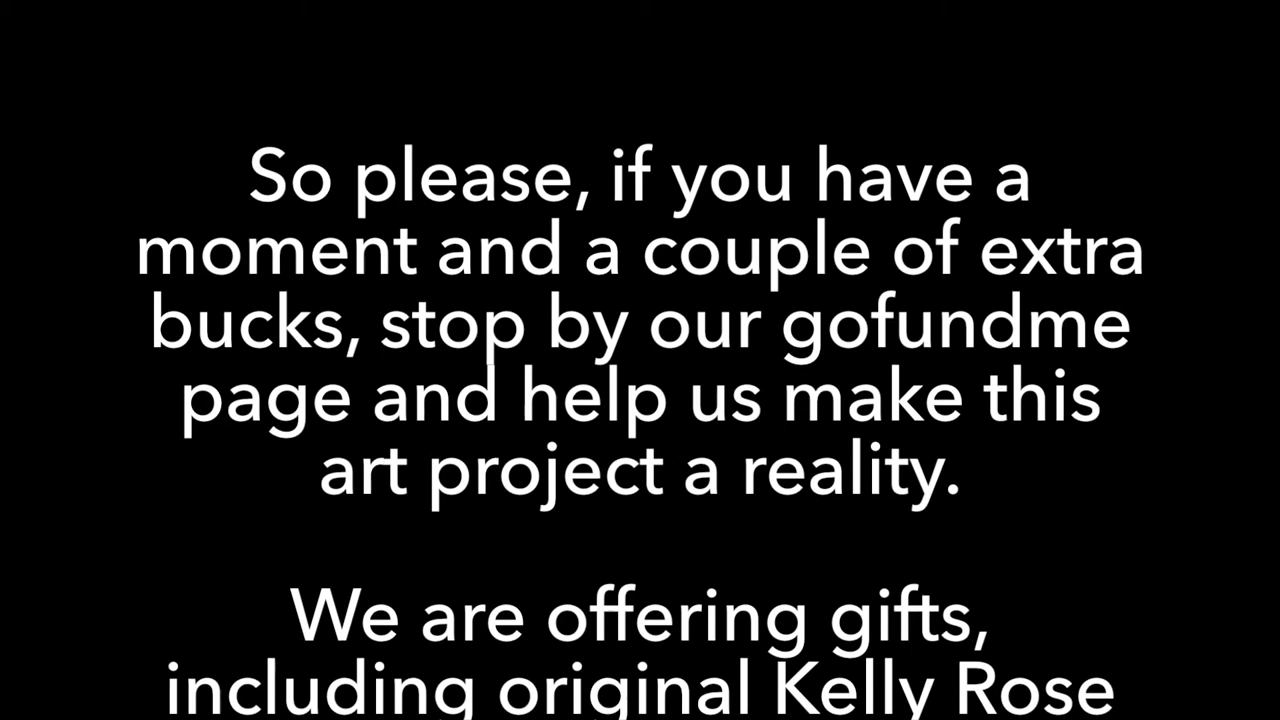 So please, if you have a
moment and a couple of extra
bucks, stop by our gofundme
page and help us make this
art project a reality.
We are offering gifts,
including original Kelly Rose